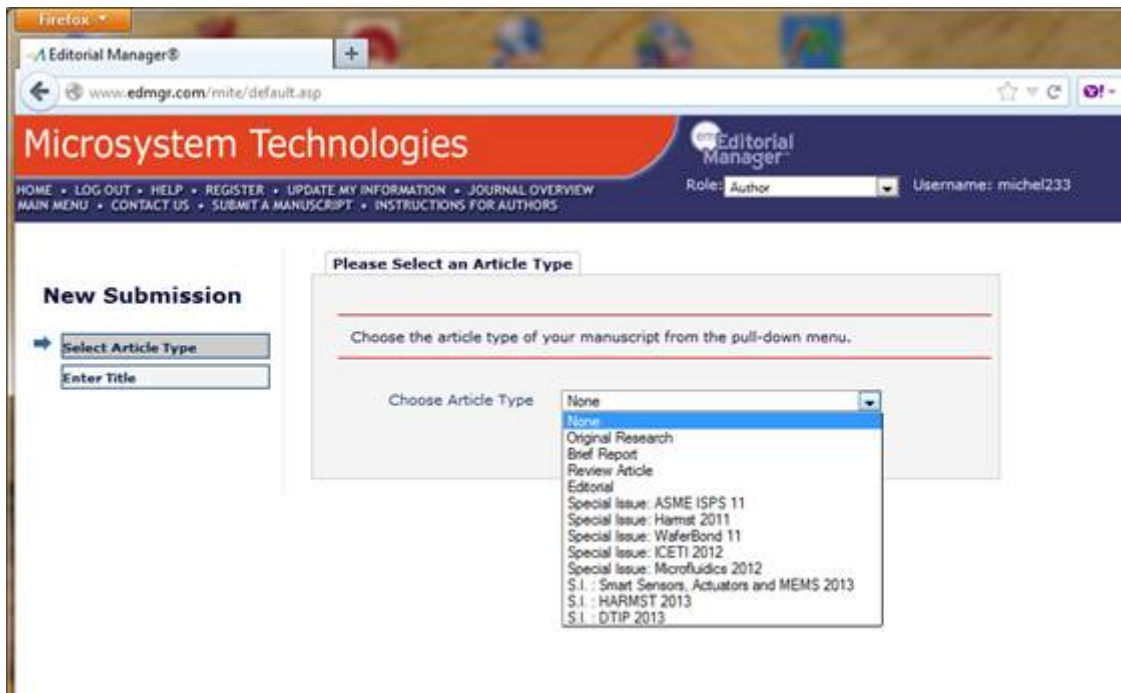 Firefox
Editorial Manager®
www.edmgr.com/mite/default.asp
Microsystem Technologies
em Editorial Manager™
HOME • LOG OUT • HELP • REGISTER • UPDATE MY INFORMATION • JOURNAL OVERVIEW
MAIN MENU • CONTACT US • SUBMIT A MANUSCRIPT • INSTRUCTIONS FOR AUTHORS
Role: Author Username: michel233
New Submission
Select Article Type
Enter Title
Please Select an Article Type
Choose the article type of your manuscript from the pull-down menu.
Choose Article Type None
None
Original Research
Brief Report
Review Article
Editorial
Special Issue: ASME ISPS 11
Special Issue: Harmst 2011
Special Issue: WaferBond 11
Special Issue: ICETI 2012
Special Issue: Microfluidics 2012
S.I. : Smart Sensors, Actuators and MEMS 2013
S.I. : HARMST 2013
S.I. : DTIP 2013